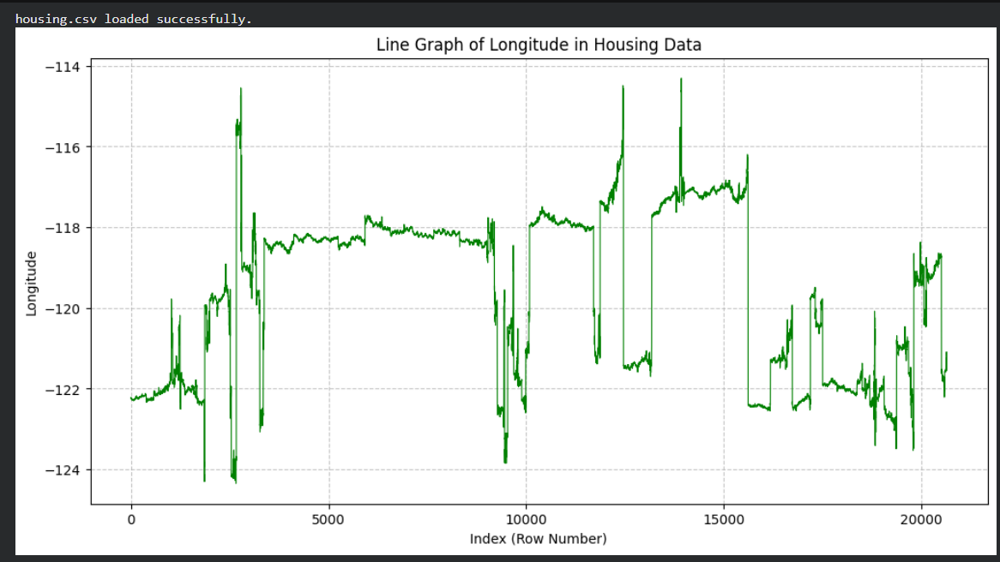 housing.csv loaded successfully.
Line Graph of Longitude in Housing Data
−114
−116
−118
−120
−122
−124
Longitude
0 5000 10000 15000 20000
Index (Row Number)